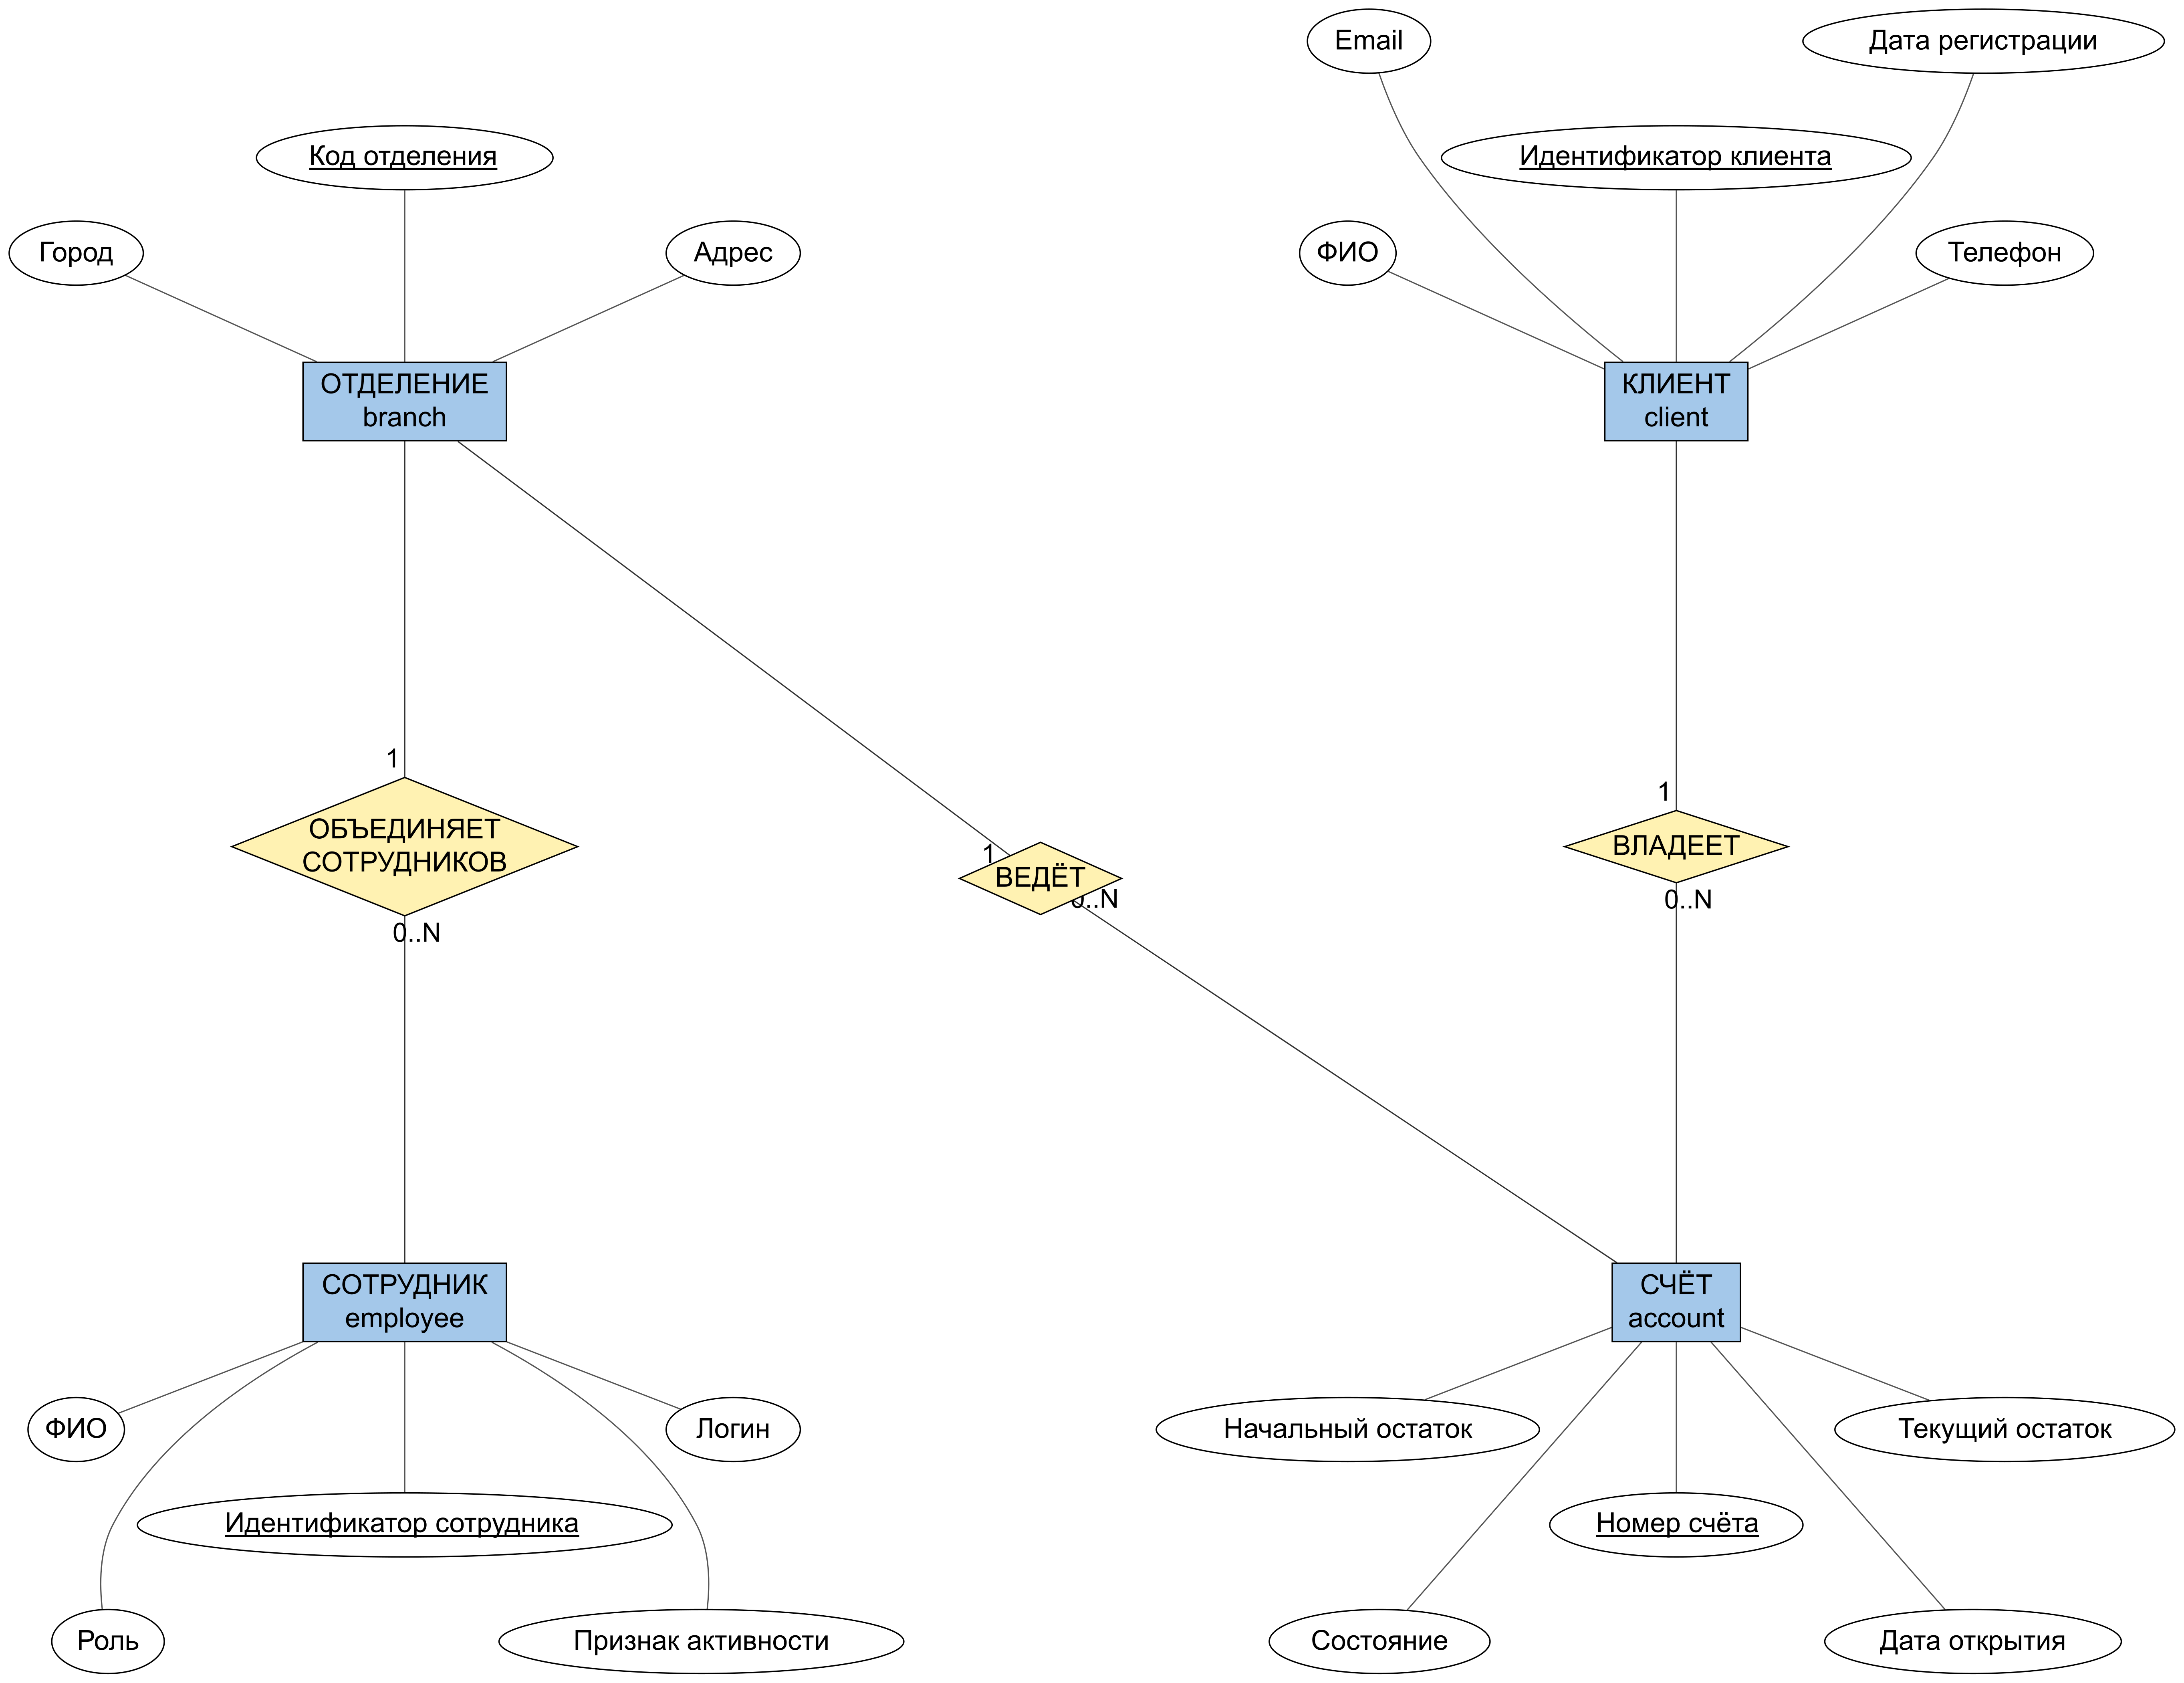 Email
Дата регистрации
Код отделения
Идентификатор клиента
Город
Адрес
ФИО
Телефон
ОТДЕЛЕНИЕ
branch
КЛИЕНТ
client
1
1
ОБЪЕДИНЯЕТ
СОТРУДНИКОВ
0..N
1
ВЕДЁТ
0..N
ВЛАДЕЕТ
0..N
СОТРУДНИК
employee
СЧЁТ
account
ФИО
Логин
Начальный остаток
Текущий остаток
Идентификатор сотрудника
Номер счёта
Роль
Признак активности
Состояние
Дата открытия